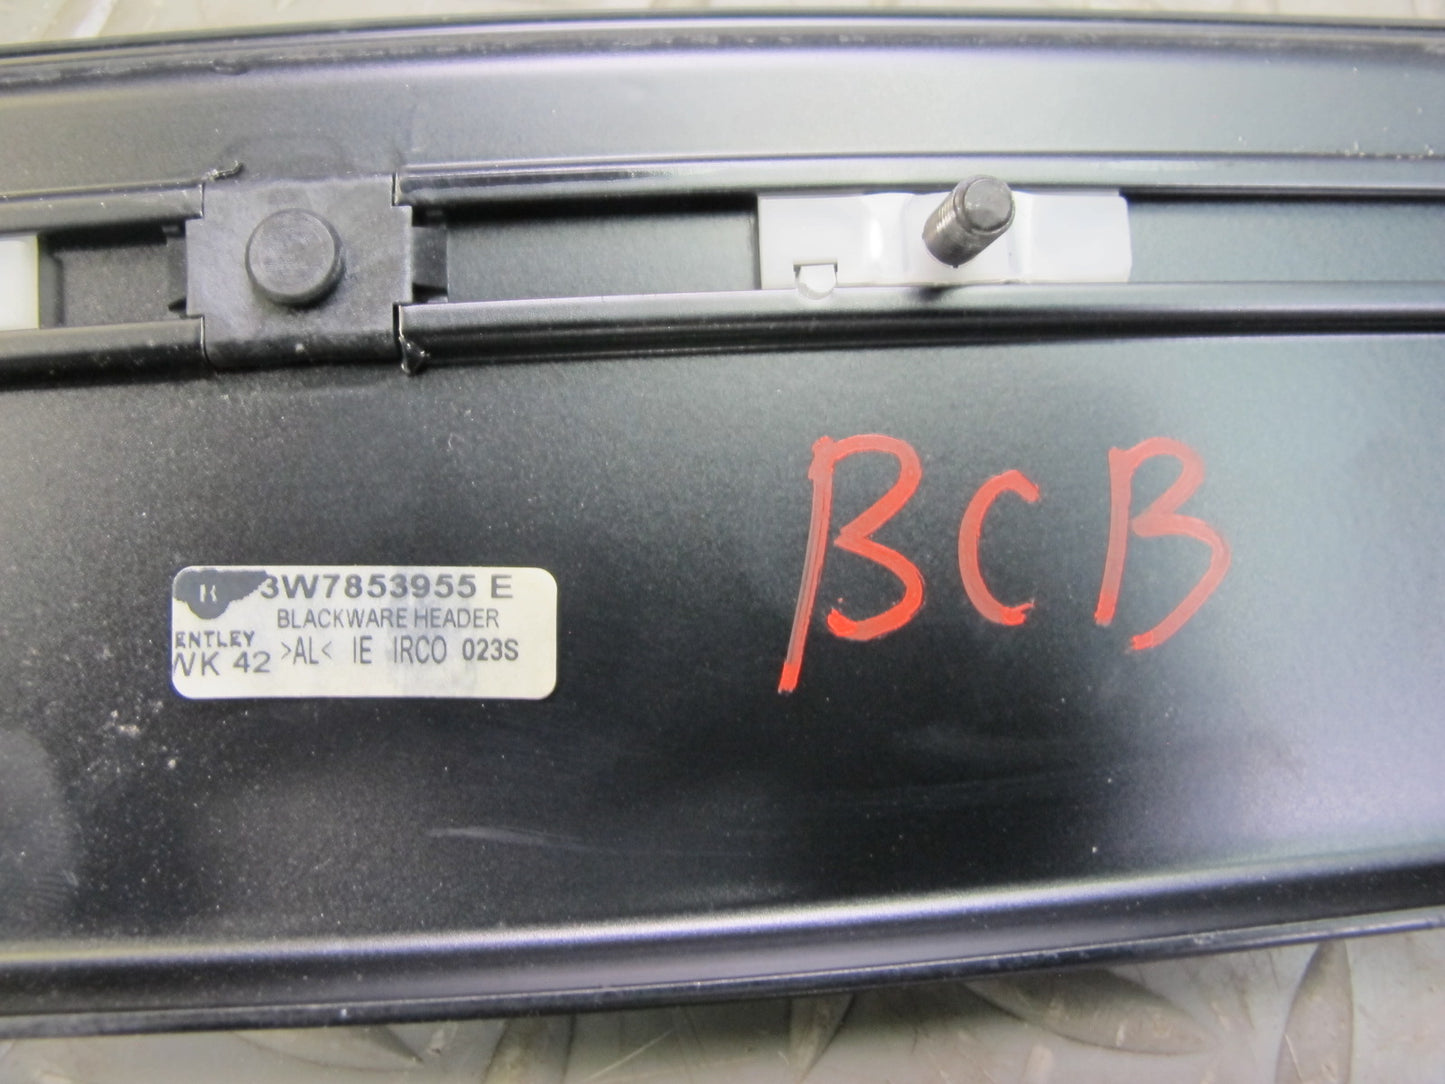 BCB
B 3W7853955 E
BLACKWARE HEADER
ENTLEY >AL< IE IRCO 023S
WK 42